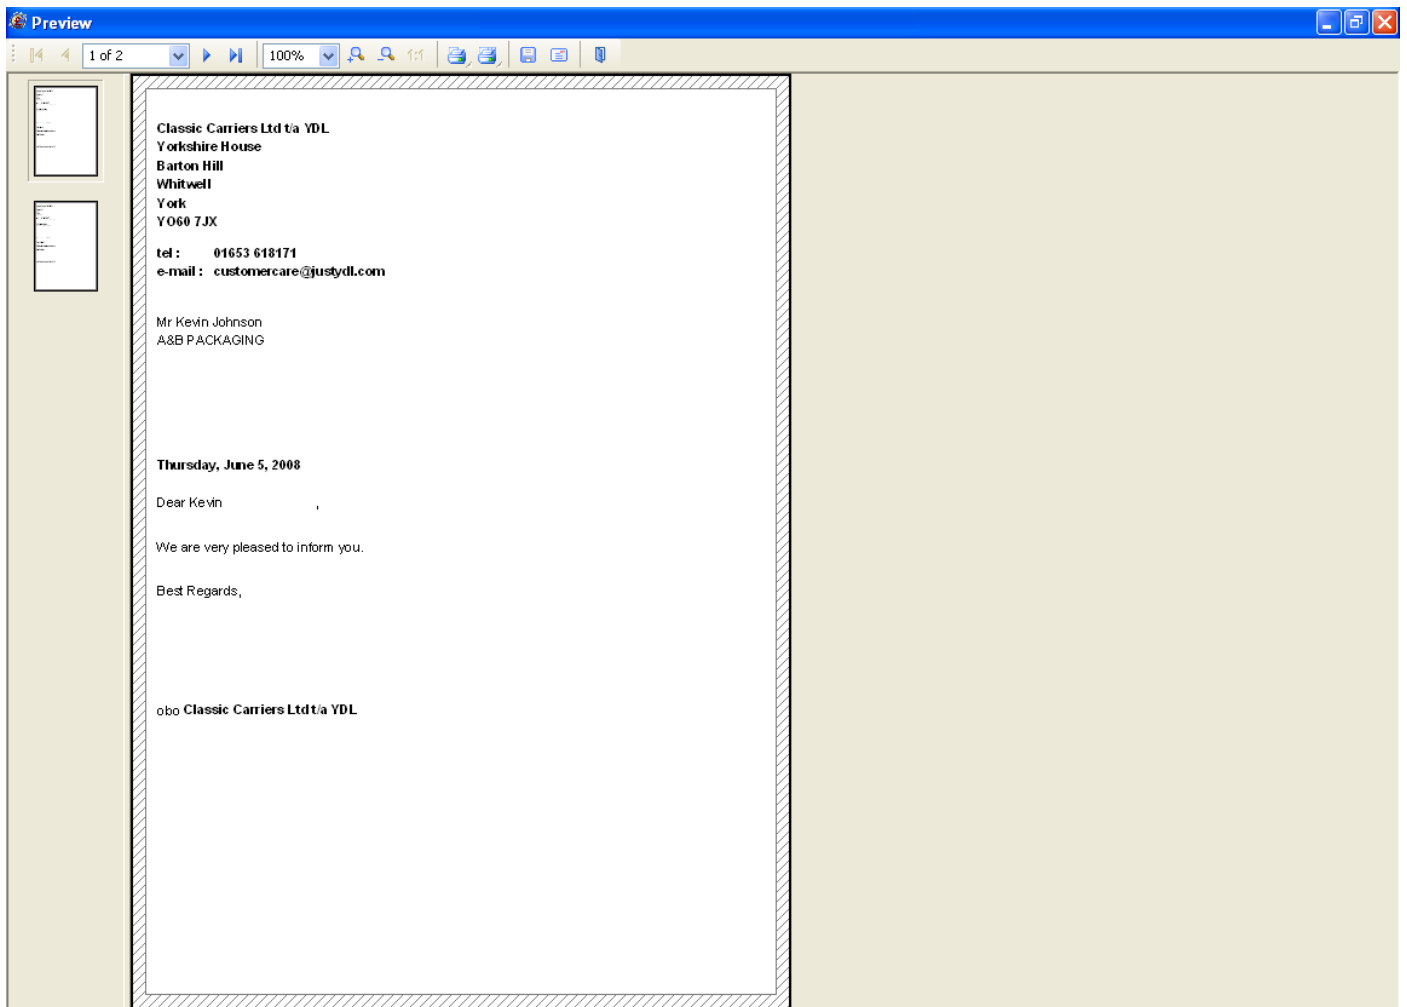 Preview
1 of 2
100%
1:1
Classic Carriers Ltd t/a YDL
Yorkshire House
Barton Hill
Whitwell
York
YO60 7JX
tel : 01653 618171
e-mail : customercare@justydl.com
Mr Kevin Johnson
A&B PACKAGING
Thursday, June 5, 2008
Dear Kevin ,
We are very pleased to inform you.
Best Regards,
obo Classic Carriers Ltd t/a YDL